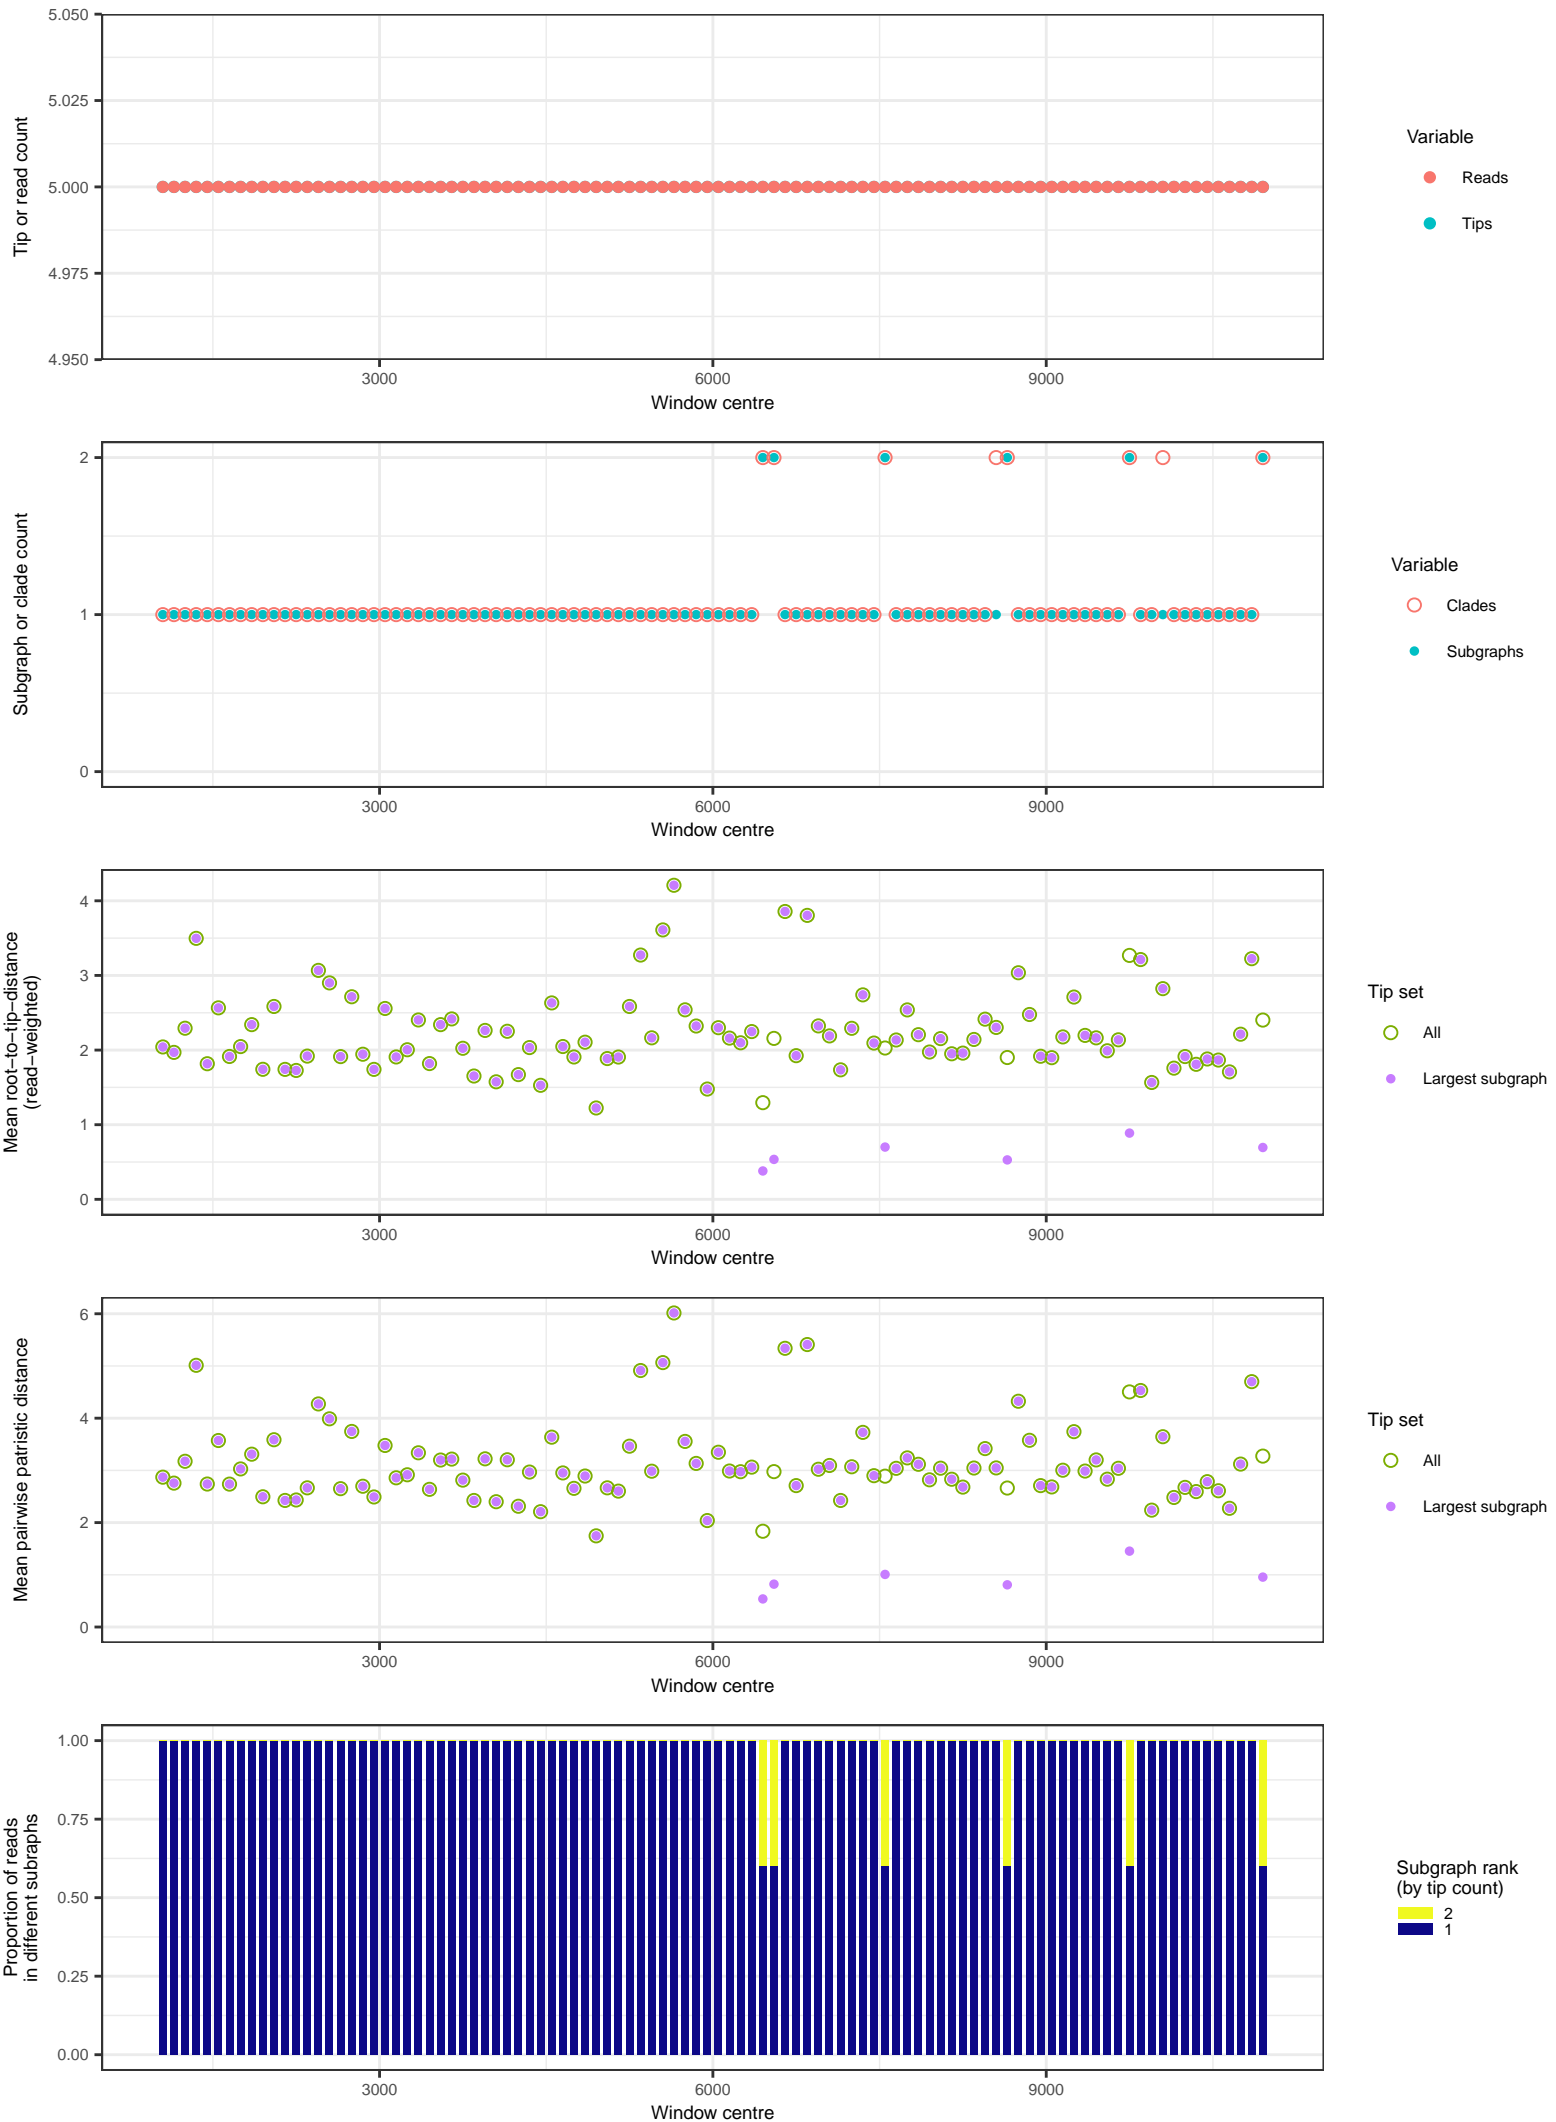 5.050
5.025
5.000
4.975
4.950
Tip or read count
3000
6000
9000
Window centre
Variable
Reads
Tips
2
1
0
Subgraph or clade count
3000
6000
9000
Window centre
Variable
Clades
Subgraphs
4
3
2
1
0
Mean root−to−tip−distance
(read−weighted)
3000
6000
9000
Window centre
Tip set
All
Largest subgraph
6
4
2
0
Mean pairwise patristic distance
3000
6000
9000
Window centre
Tip set
All
Largest subgraph
1.00
0.75
0.50
0.25
0.00
Proportion of reads
in different subraphs
3000
6000
9000
Window centre
Subgraph rank
(by tip count)
2
1